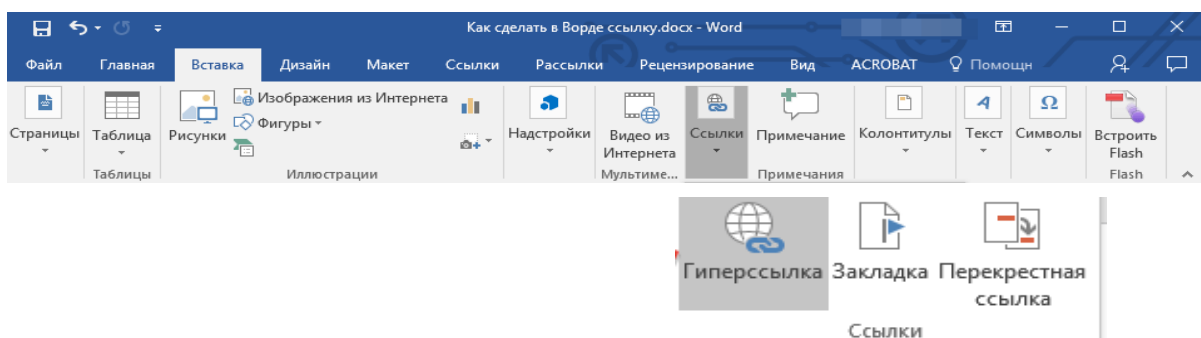 Как сделать в Ворде ссылку.docx - Word
Файл Главная Вставка Дизайн Макет Ссылки Рассылки Рецензирование Вид ACROBAT Помощн
Страницы Таблица Рисунки Изображения из Интернета Фигуры Надстройки Видео из Интернета Ссылки Примечание Колонтитулы Текст Символы Встроить Flash
Таблицы Иллюстрации Мультиме... Примечания Flash
Гиперссылка Закладка Перекрестная
ссылка
Ссылки